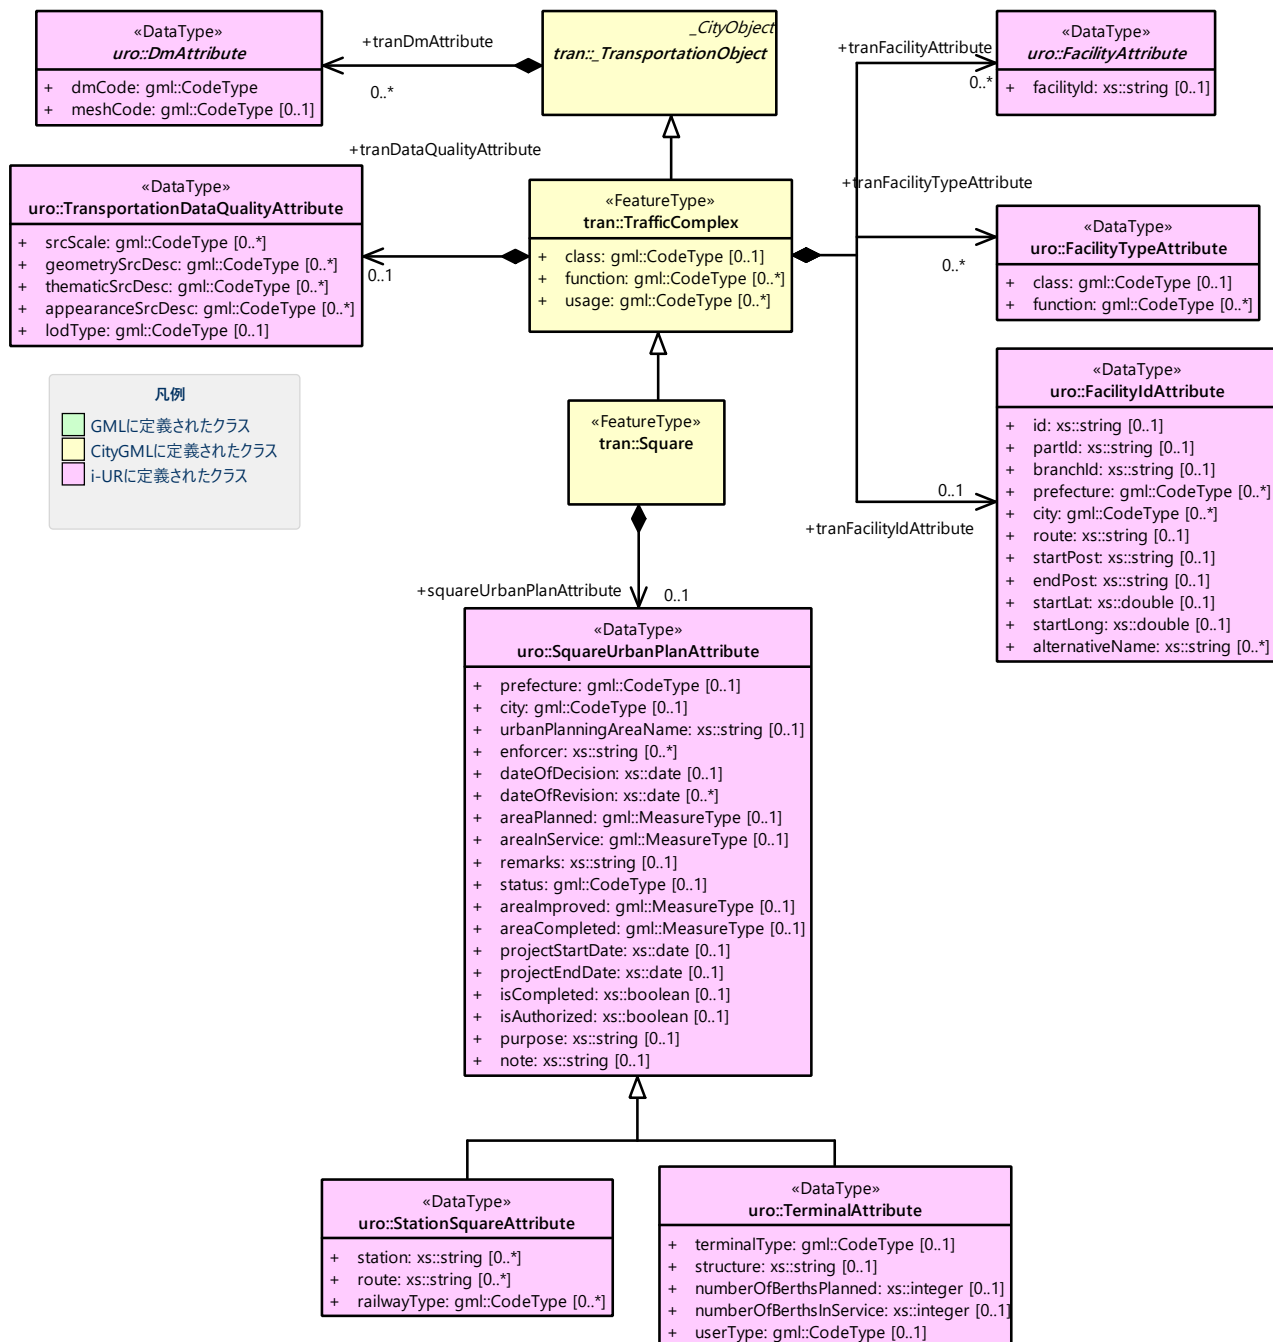 «DataType»
uro::DmAttribute
+ dmCode: gml::CodeType
+ meshCode: gml::CodeType [0..1]
+tranDmAttribute
0..*
_CityObject
tran::_TransportationObject
+tranFacilityAttribute
0..*
«DataType»
uro::FacilityAttribute
+ facilityId: xs::string [0..1]
+tranDataQualityAttribute
0..1
«DataType»
uro::TransportationDataQualityAttribute
+ srcScale: gml::CodeType [0..*]
+ geometrySrcDesc: gml::CodeType [0..*]
+ thematicSrcDesc: gml::CodeType [0..*]
+ appearanceSrcDesc: gml::CodeType [0..*]
+ lodType: gml::CodeType [0..1]
«FeatureType»
tran::TrafficComplex
+ class: gml::CodeType [0..1]
+ function: gml::CodeType [0..*]
+ usage: gml::CodeType [0..*]
+tranFacilityTypeAttribute
0..*
«DataType»
uro::FacilityTypeAttribute
+ class: gml::CodeType [0..1]
+ function: gml::CodeType [0..*]
凡例
GMLに定義されたクラス
CityGMLに定義されたクラス
i-URに定義されたクラス
«FeatureType»
tran::Square
0..1
+tranFacilityIdAttribute
«DataType»
uro::FacilityIdAttribute
+ id: xs::string [0..1]
+ partId: xs::string [0..1]
+ branchId: xs::string [0..1]
+ prefecture: gml::CodeType [0..*]
+ city: gml::CodeType [0..*]
+ route: xs::string [0..1]
+ startPost: xs::string [0..1]
+ endPost: xs::string [0..1]
+ startLat: xs::double [0..1]
+ startLong: xs::double [0..1]
+ alternativeName: xs::string [0..*]
+squareUrbanPlanAttribute
0..1
«DataType»
uro::SquareUrbanPlanAttribute
+ prefecture: gml::CodeType [0..1]
+ city: gml::CodeType [0..1]
+ urbanPlanningAreaName: xs::string [0..1]
+ enforcer: xs::string [0..*]
+ dateOfDecision: xs::date [0..1]
+ dateOfRevision: xs::date [0..*]
+ areaPlanned: gml::MeasureType [0..1]
+ areaInService: gml::MeasureType [0..1]
+ remarks: xs::string [0..1]
+ status: gml::CodeType [0..1]
+ areaImproved: gml::MeasureType [0..1]
+ areaCompleted: gml::MeasureType [0..1]
+ projectStartDate: xs::date [0..1]
+ projectEndDate: xs::date [0..1]
+ isCompleted: xs::boolean [0..1]
+ isAuthorized: xs::boolean [0..1]
+ purpose: xs::string [0..1]
+ note: xs::string [0..1]
«DataType»
uro::StationSquareAttribute
+ station: xs::string [0..*]
+ route: xs::string [0..*]
+ railwayType: gml::CodeType [0..*]
«DataType»
uro::TerminalAttribute
+ terminalType: gml::CodeType [0..1]
+ structure: xs::string [0..1]
+ numberOfBerthsPlanned: xs::integer [0..1]
+ numberOfBerthsInService: xs::integer [0..1]
+ userType: gml::CodeType [0..1]